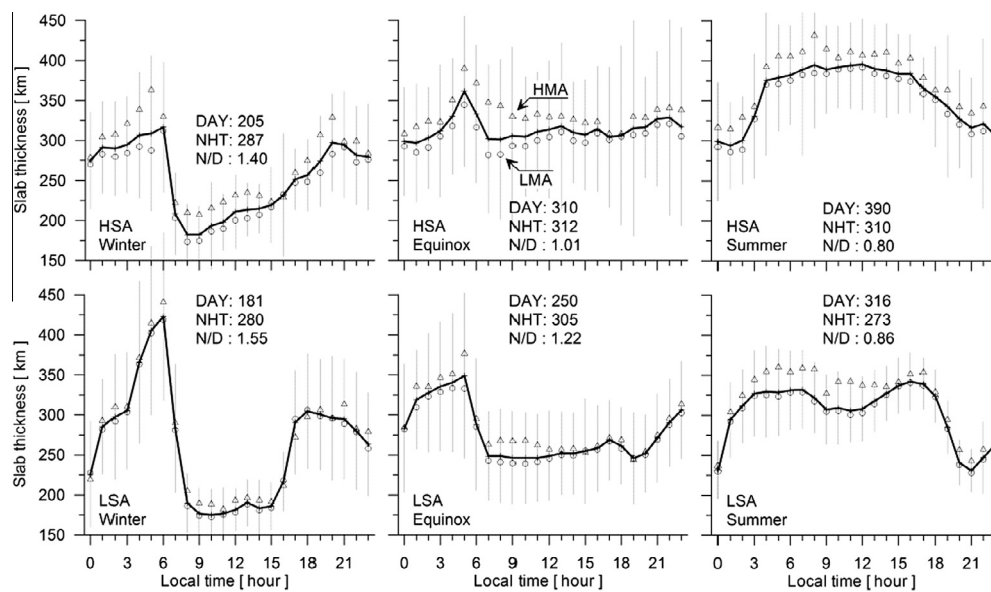 450
400
350
300
250
200
150
Slab thickness [ km ]
DAY: 205
NHT: 287
N/D : 1.40
HSA
Winter
HMA
LMA
DAY: 310
NHT: 312
N/D : 1.01
HSA
Equinox
DAY: 390
NHT: 310
N/D : 0.80
HSA
Summer
450
400
350
300
250
200
150
Slab thickness [ km ]
DAY: 181
NHT: 280
N/D : 1.55
LSA
Winter
DAY: 250
NHT: 305
N/D : 1.22
LSA
Equinox
DAY: 316
NHT: 273
N/D : 0.86
LSA
Summer
0 3 6 9 12 15 18 21
Local time [ hour ]
0 3 6 9 12 15 18 21
Local time [ hour ]
0 3 6 9 12 15 18 21
Local time [ hour ]